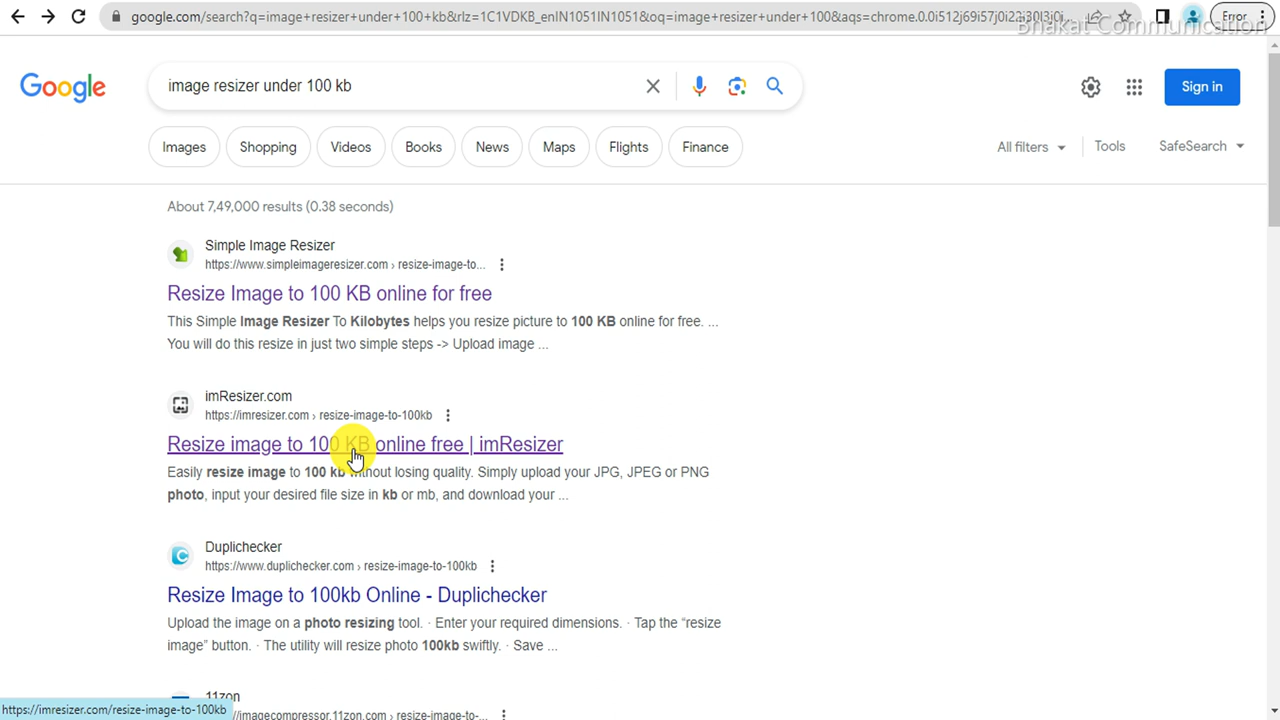 google.com/search?q=image+resizer+under+100+kb&rlz=1C1VDKB_enIN1051IN1051&oq=image+resizer+under+100&aqs=chrome.0.0i512j69i57j0i22i30l3j0i...
Error
Bhakat Communication
Google
image resizer under 100 kb
Sign in
Images
Shopping
Videos
Books
News
Maps
Flights
Finance
All filters
Tools
SafeSearch
About 7,49,000 results (0.38 seconds)
Simple Image Resizer
https://www.simpleimageresizer.com › resize-image-to...
Resize Image to 100 KB online for free
This Simple Image Resizer To Kilobytes helps you resize picture to 100 KB online for free. ...
You will do this resize in just two simple steps -> Upload image ...
imResizer.com
https://imresizer.com › resize-image-to-100kb
Resize image to 100 KB online free | imResizer
Easily resize image to 100 kb without losing quality. Simply upload your JPG, JPEG or PNG
photo, input your desired file size in kb or mb, and download your ...
Duplichecker
https://www.duplichecker.com › resize-image-to-100kb
Resize Image to 100kb Online - Duplichecker
Upload the image on a photo resizing tool. · Enter your required dimensions. · Tap the “resize
image” button. · The utility will resize photo 100kb swiftly. · Save ...
11zon
//imagecompressor.11zon.com › resize-image-to-...
https://imresizer.com/resize-image-to-100kb